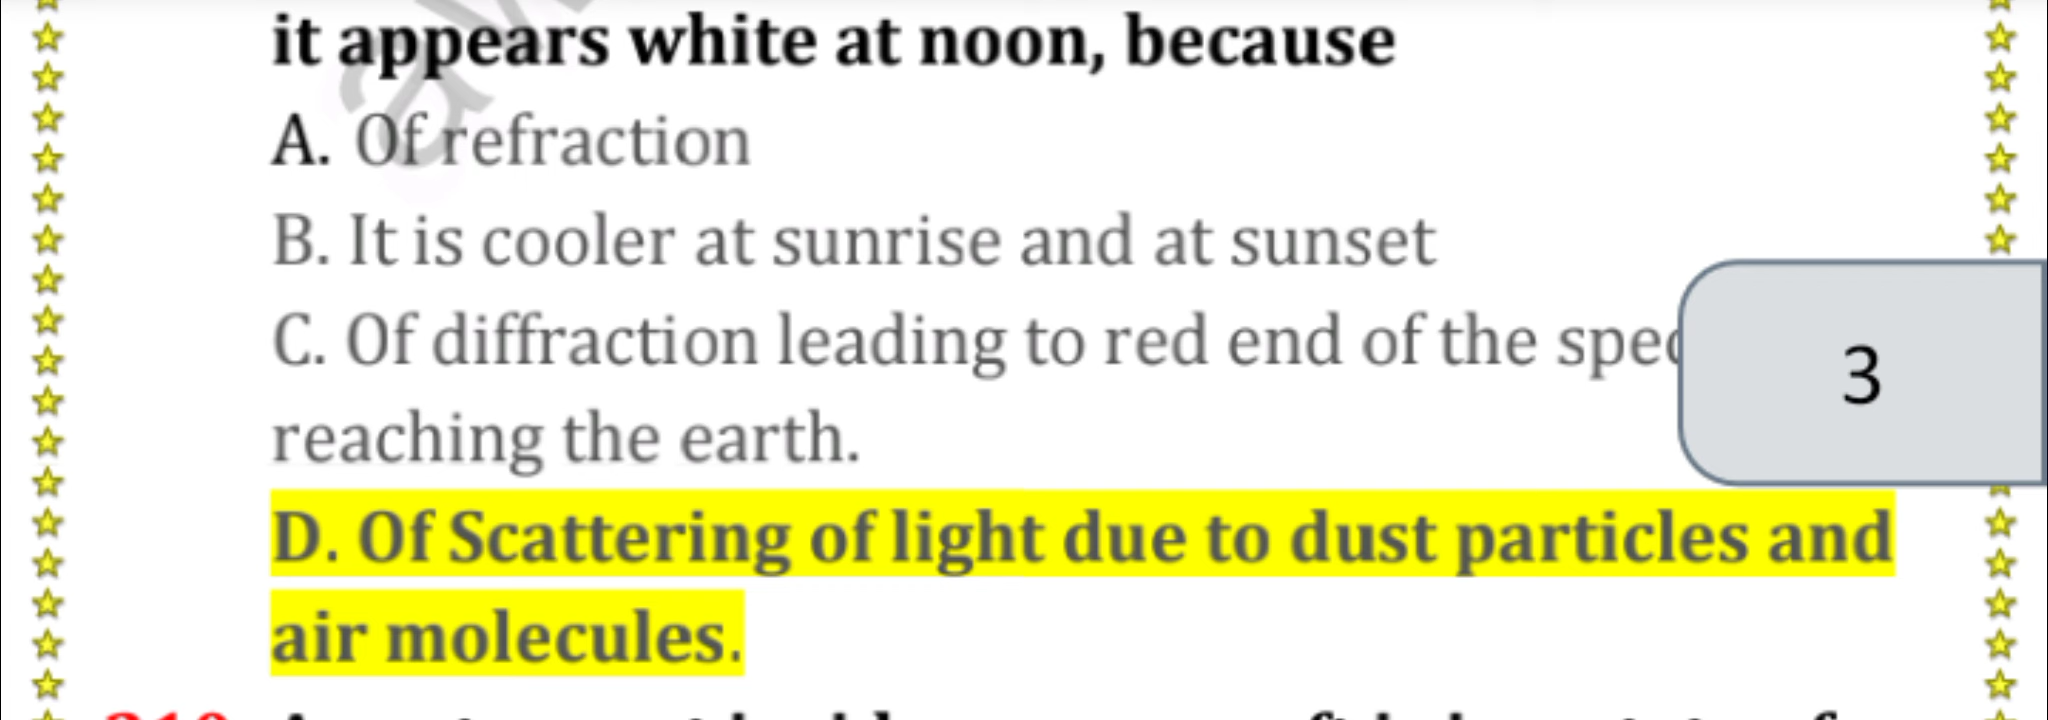 it appears white at noon, because
A. Of refraction
B. It is cooler at sunrise and at sunset
C. Of diffraction leading to red end of the
reaching the earth.
D. Of Scattering of light due to dust particles and
air molecules.
3